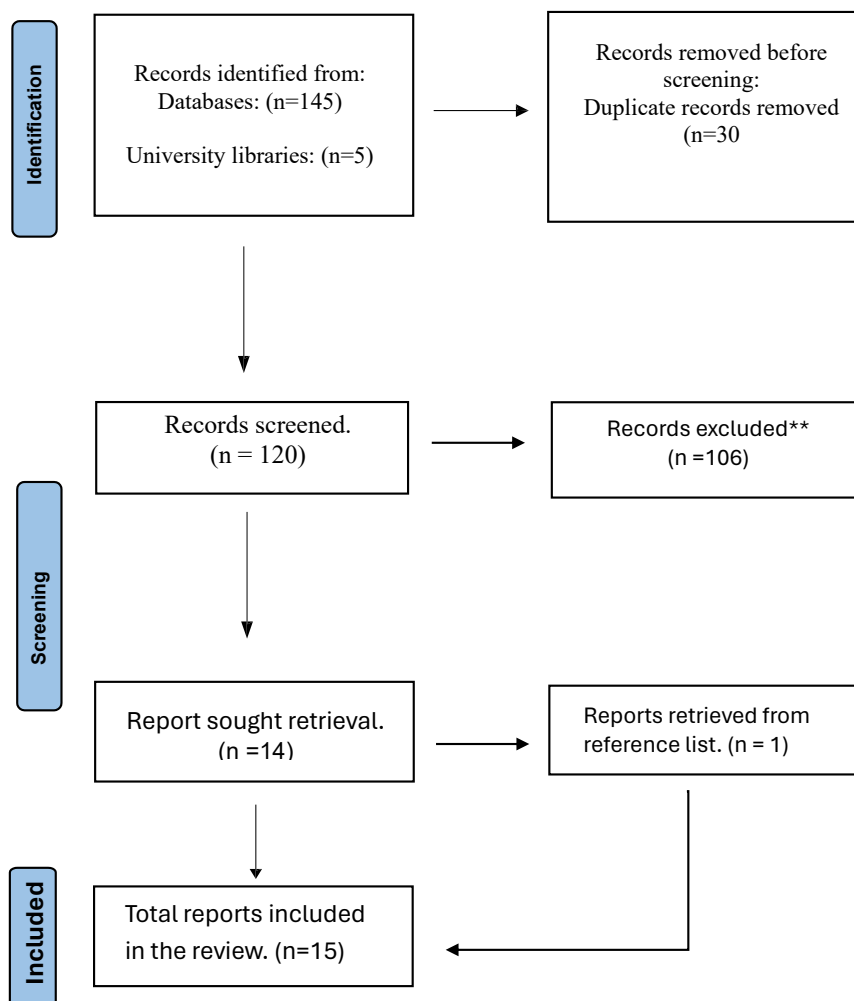 Identification
Records identified from:
Databases: (n=145)
University libraries: (n=5)
Records removed before
screening:
Duplicate records removed
(n=30
Screening
Records screened.
(n = 120)
Records excluded**
(n =106)
Report sought retrieval.
(n =14)
Reports retrieved from
reference list. (n = 1)
Included
Total reports included
in the review. (n=15)